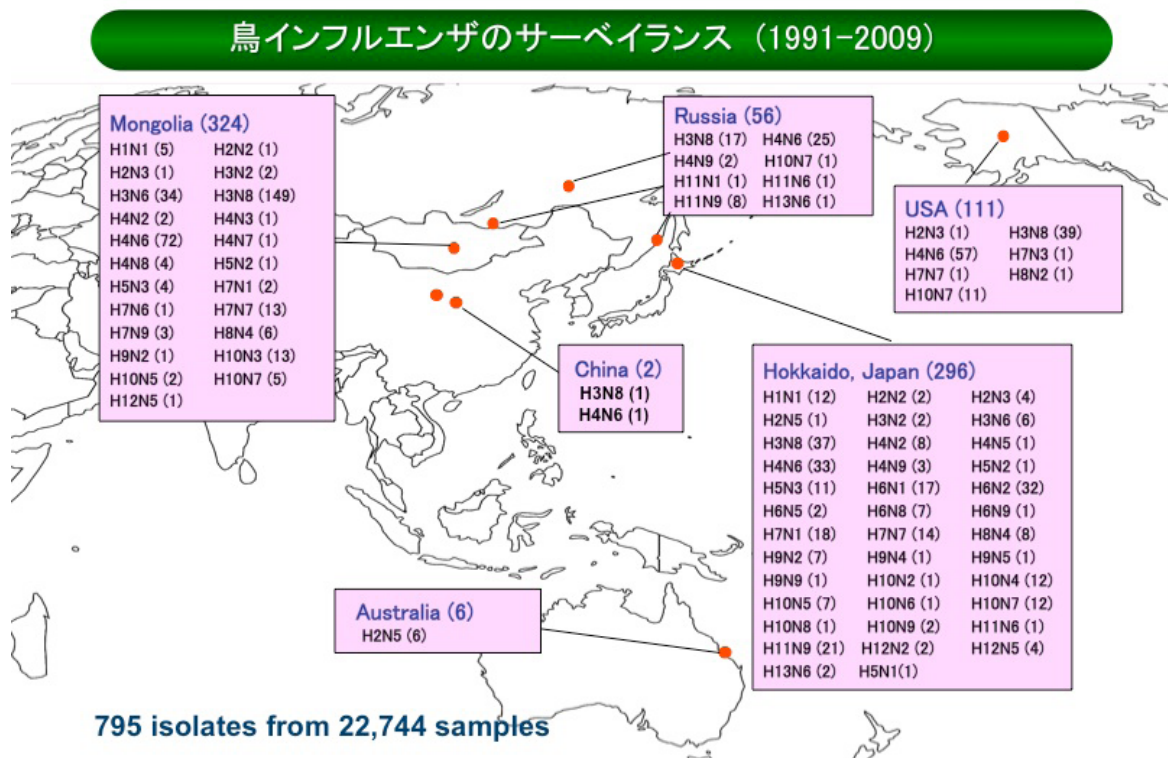 鳥インフルエンザのサーベイランス (1991-2009)
Mongolia (324)
H1N1 (5) H2N2 (1)
H2N3 (1) H3N2 (2)
H3N6 (34) H3N8 (149)
H4N2 (2) H4N3 (1)
H4N6 (72) H4N7 (1)
H4N8 (4) H5N2 (1)
H5N3 (4) H7N1 (2)
H7N6 (1) H7N7 (13)
H7N9 (3) H8N4 (6)
H9N2 (1) H10N3 (13)
H10N5 (2) H10N7 (5)
H12N5 (1)
Russia (56)
H3N8 (17) H4N6 (25)
H4N9 (2) H10N7 (1)
H11N1 (1) H11N6 (1)
H11N9 (8) H13N6 (1)
USA (111)
H2N3 (1) H3N8 (39)
H4N6 (57) H7N3 (1)
H7N7 (1) H8N2 (1)
H10N7 (11)
China (2)
H3N8 (1)
H4N6 (1)
Hokkaido, Japan (296)
H1N1 (12) H2N2 (2) H2N3 (4)
H2N5 (1) H3N2 (2) H3N6 (6)
H3N8 (37) H4N2 (8) H4N5 (1)
H4N6 (33) H4N9 (3) H5N2 (1)
H5N3 (11) H6N1 (17) H6N2 (32)
H6N5 (2) H6N8 (7) H6N9 (1)
H7N1 (18) H7N7 (14) H8N4 (8)
H9N2 (7) H9N4 (1) H9N5 (1)
H9N9 (1) H10N2 (1) H10N4 (12)
H10N5 (7) H10N6 (1) H10N7 (12)
H10N8 (1) H10N9 (2) H11N6 (1)
H11N9 (21) H12N2 (2) H12N5 (4)
H13N6 (2) H5N1(1)
Australia (6)
H2N5 (6)
795 isolates from 22,744 samples